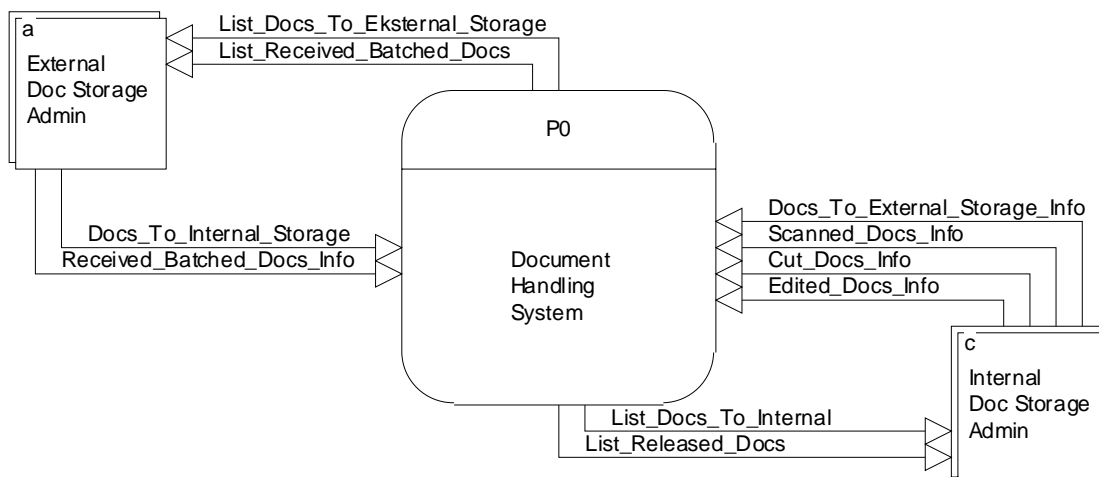 a
External
Doc Storage
Admin
List_Docs_To_Eksternal_Storage
List_Received_Batched_Docs
P0
Document
Handling
System
Docs_To_Internal_Storage
Received_Batched_Docs_Info
Docs_To_External_Storage_Info
Scanned_Docs_Info
Cut_Docs_Info
Edited_Docs_Info
c
Internal
Doc Storage
Admin
List_Docs_To_Internal
List_Released_Docs